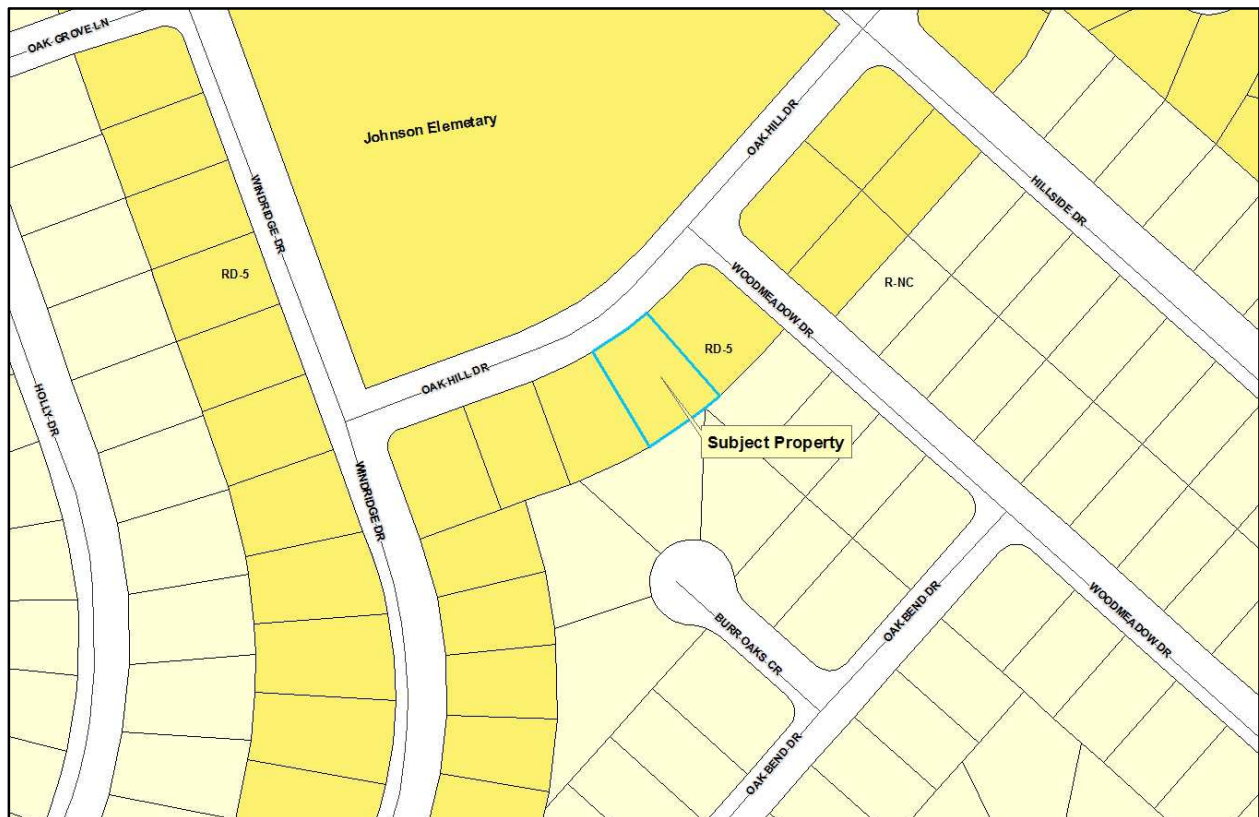 OAK GROVE LN
Johnson Elemetary
OAK HILL DR
WINDRIDGE DR
HILLSIDE DR
RD-5
R-NC
WOODMEADOW DR
RD-5
OAK HILL DR
HOLLY DR
Subject Property
WINDRIDGE DR
OAK BEND DR
WOODMEADOW DR
BURR OAKS CR
OAK BEND DR